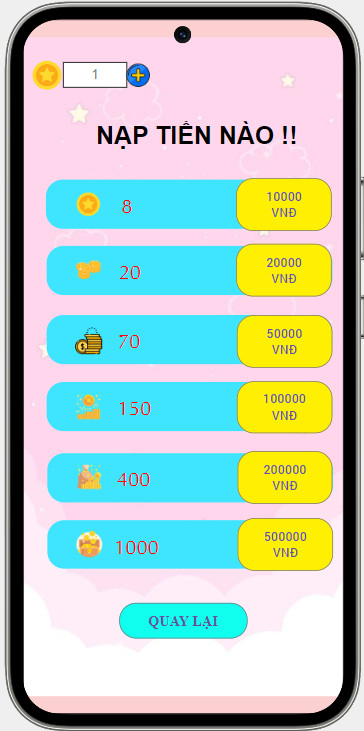 1
NẠP TIỀN NÀO !!
8
10000
VNĐ
20
20000
VNĐ
70
50000
VNĐ
150
100000
VNĐ
400
200000
VNĐ
1000
500000
VNĐ
QUAY LẠI